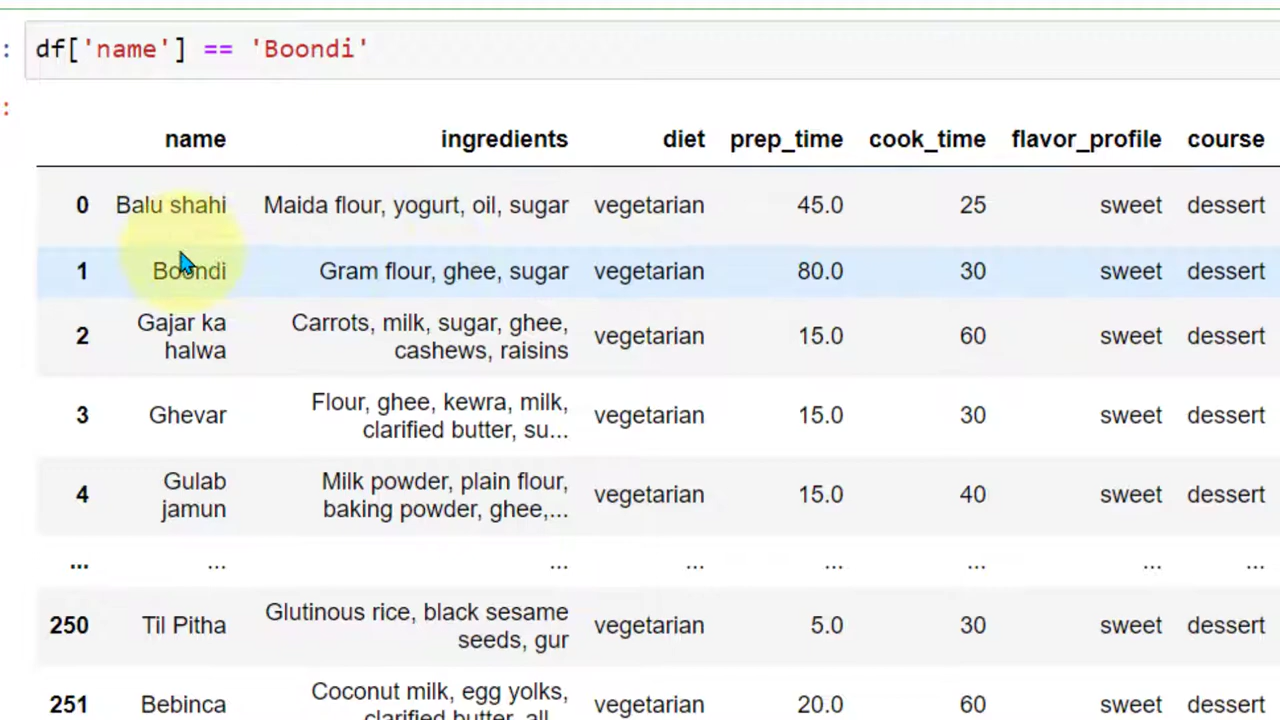 : df['name'] == 'Boondi'
:
name ingredients diet prep_time cook_time flavor_profile course
0 Balu shahi Maida flour, yogurt, oil, sugar vegetarian 45.0 25 sweet dessert
1 Boondi Gram flour, ghee, sugar vegetarian 80.0 30 sweet dessert
Gajar ka Carrots, milk, sugar, ghee,
2 vegetarian 15.0 60 sweet dessert
halwa cashews, raisins
Flour, ghee, kewra, milk,
3 Ghevar vegetarian 15.0 30 sweet dessert
clarified butter, su...
Gulab Milk powder, plain flour,
4 vegetarian 15.0 40 sweet dessert
jamun baking powder, ghee,...
... ... ... ... ... ... ... ...
Glutinous rice, black sesame
250 Til Pitha vegetarian 5.0 30 sweet dessert
seeds, gur
Coconut milk, egg yolks,
251 Bebinca vegetarian 20.0 60 sweet dessert
clarified butter, all...